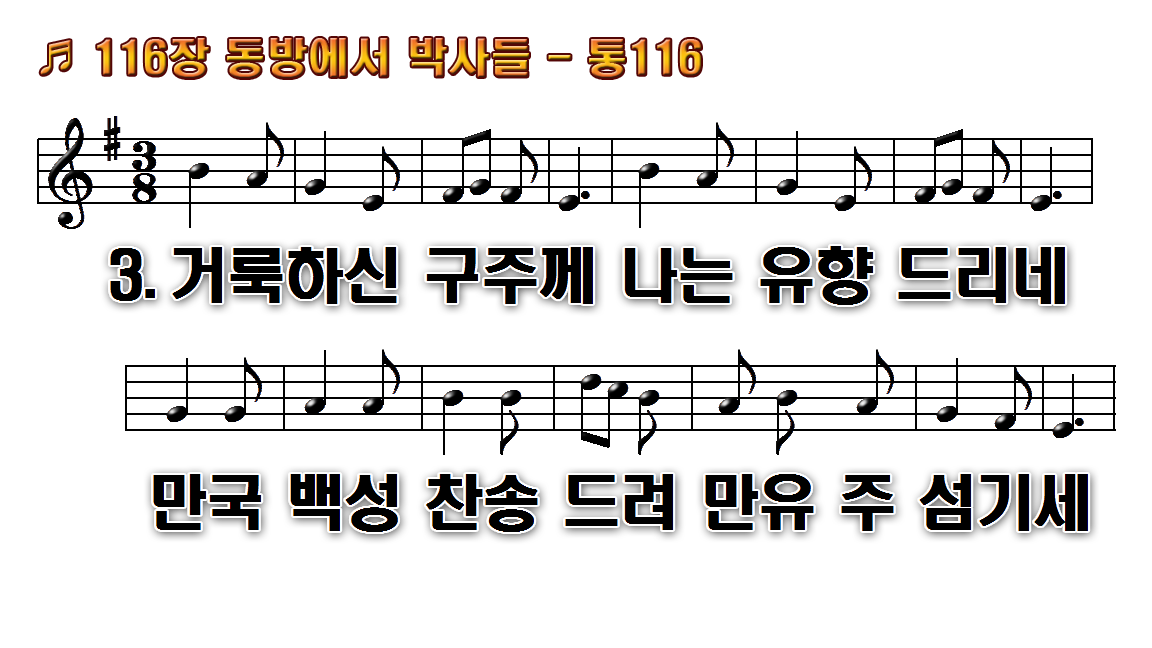 ♬ 116장 동방에서 박사들 - 통116
3. 거룩하신 구주께 나는 유향 드리네
만국 백성 찬송 드려 만유 주 섬기세